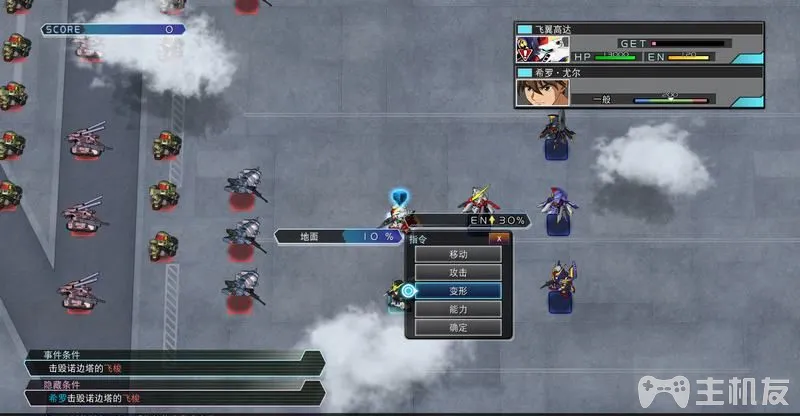 SCORE 0
飞翼高达
GET
HP 13000 EN 120
希罗·尤尔
一般 200
EN 30%
地面 10%
指令 x
移动
攻击
变形
能力
确定
事件条件
击毁诺边塔的飞梭
隐藏条件
希罗击毁诺边塔的飞梭
主机友